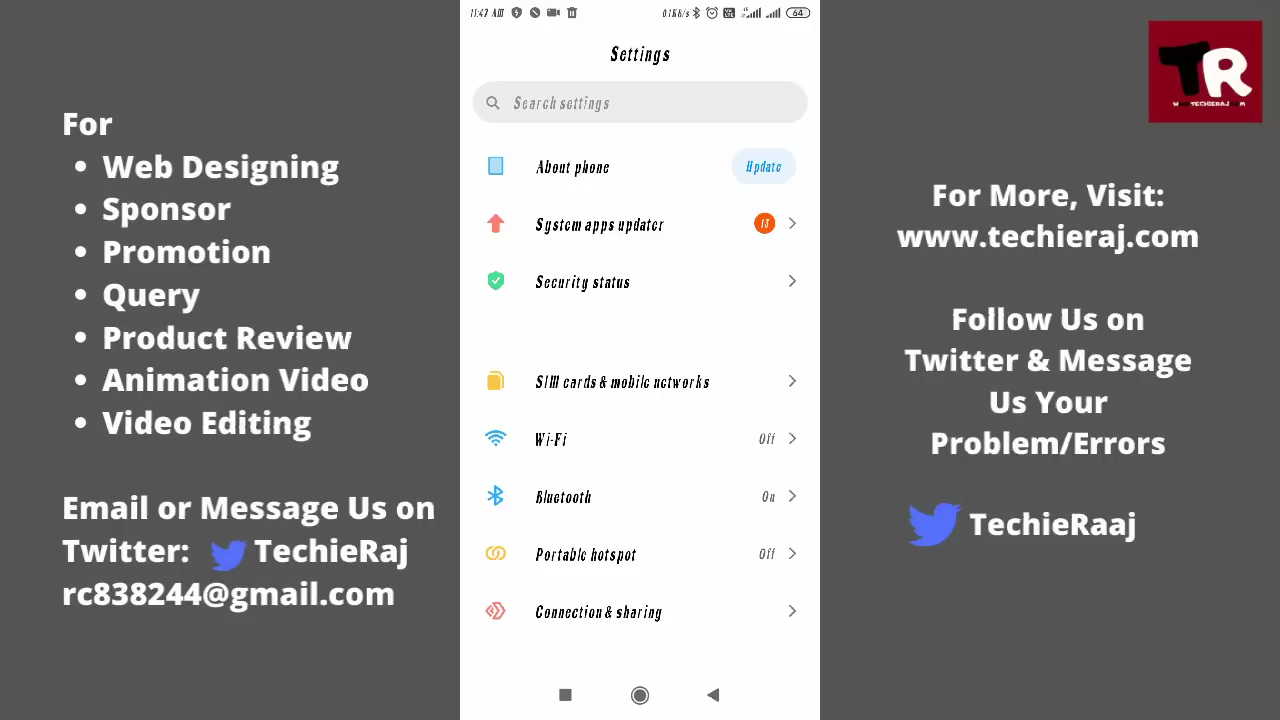 For
• Web Designing
• Sponsor
• Promotion
• Query
• Product Review
• Animation Video
• Video Editing
Email or Message Us on
Twitter: TechieRaj
rc838244@gmail.com
11:47 AM
0.1Kb/s
64
Settings
Search settings
About phone
Update
System apps updater
13
Security status
SIM cards & mobile networks
Wi-Fi
Off
Bluetooth
On
Portable hotspot
Off
Connection & sharing
TR
For More, Visit:
www.techieraj.com
Follow Us on
Twitter & Message
Us Your
Problem/Errors
TechieRaaj